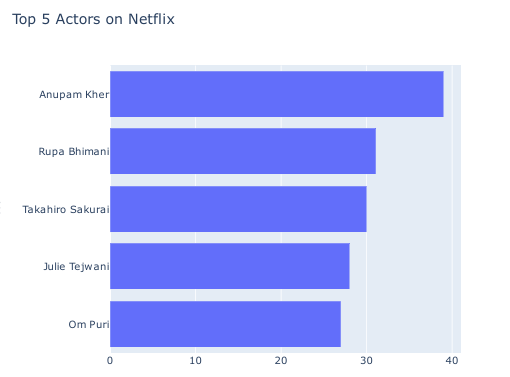 Top 5 Actors on Netflix
Anupam Kher
Rupa Bhimani
Takahiro Sakurai
Julie Tejwani
Om Puri
0 10 20 30 40